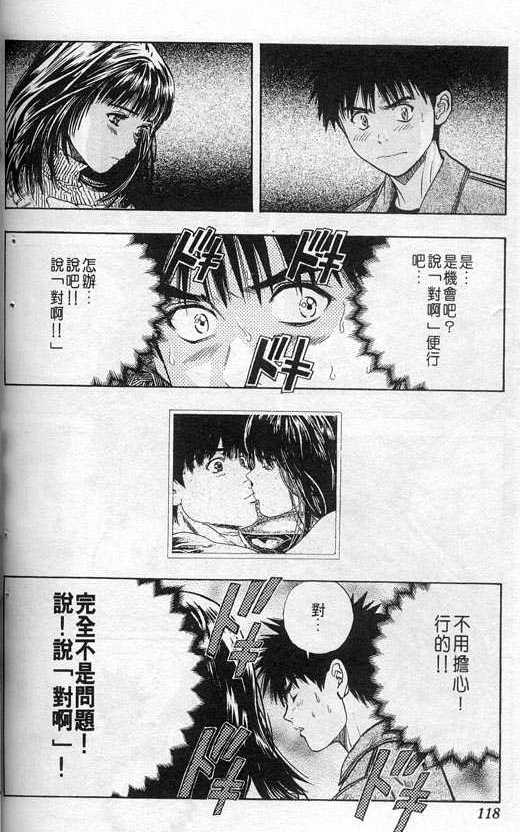 是…
是機會吧？
說「對啊」便行
吧…
ドキ
ドキ
ドキ
怎辦…
說吧!!
說「對啊!!」
不用擔心！
行的!!
對…
ドキ
ドキ
ドキ
完全不是問題！
說！說「對啊」！
118